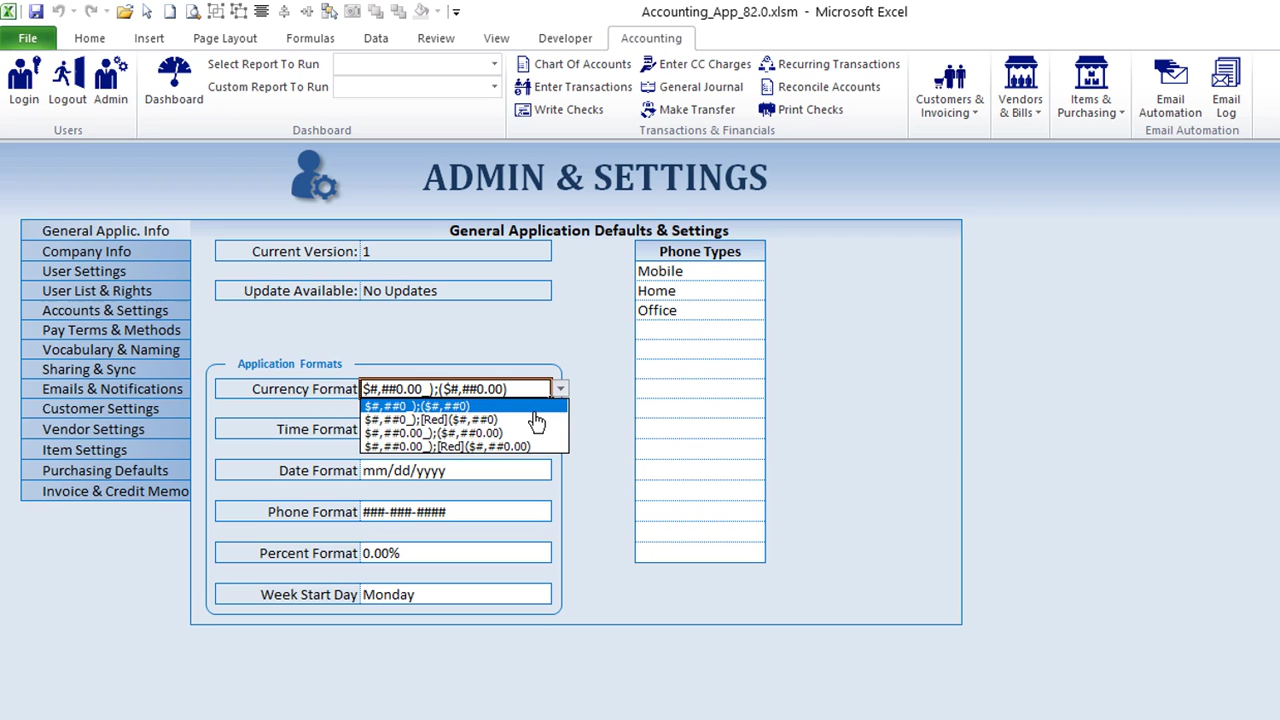 Accounting_App_82.0.xlsm - Microsoft Excel
File Home Insert Page Layout Formulas Data Review View Developer Accounting
Login Logout Admin
Users
Dashboard
Select Report To Run
Custom Report To Run
Dashboard
Chart Of Accounts Enter CC Charges Recurring Transactions
Enter Transactions General Journal Reconcile Accounts
Write Checks Make Transfer Print Checks
Transactions & Financials
Customers & Invoicing
Vendors & Bills
Items & Purchasing
Email Automation
Email Log
Email Automation
ADMIN & SETTINGS
General Applic. Info
Company Info
User Settings
User List & Rights
Accounts & Settings
Pay Terms & Methods
Vocabulary & Naming
Sharing & Sync
Emails & Notifications
Customer Settings
Vendor Settings
Item Settings
Purchasing Defaults
Invoice & Credit Memo
General Application Defaults & Settings
Current Version: 1
Update Available: No Updates
Application Formats
Currency Format $#,##0.00_);($#,##0.00)
$#,##0_);($#,##0)
$#,##0_);[Red]($#,##0)
$#,##0.00_);($#,##0.00)
$#,##0.00_);[Red]($#,##0.00)
Time Format
Date Format mm/dd/yyyy
Phone Format ###-###-####
Percent Format 0.00%
Week Start Day Monday
Phone Types
Mobile
Home
Office